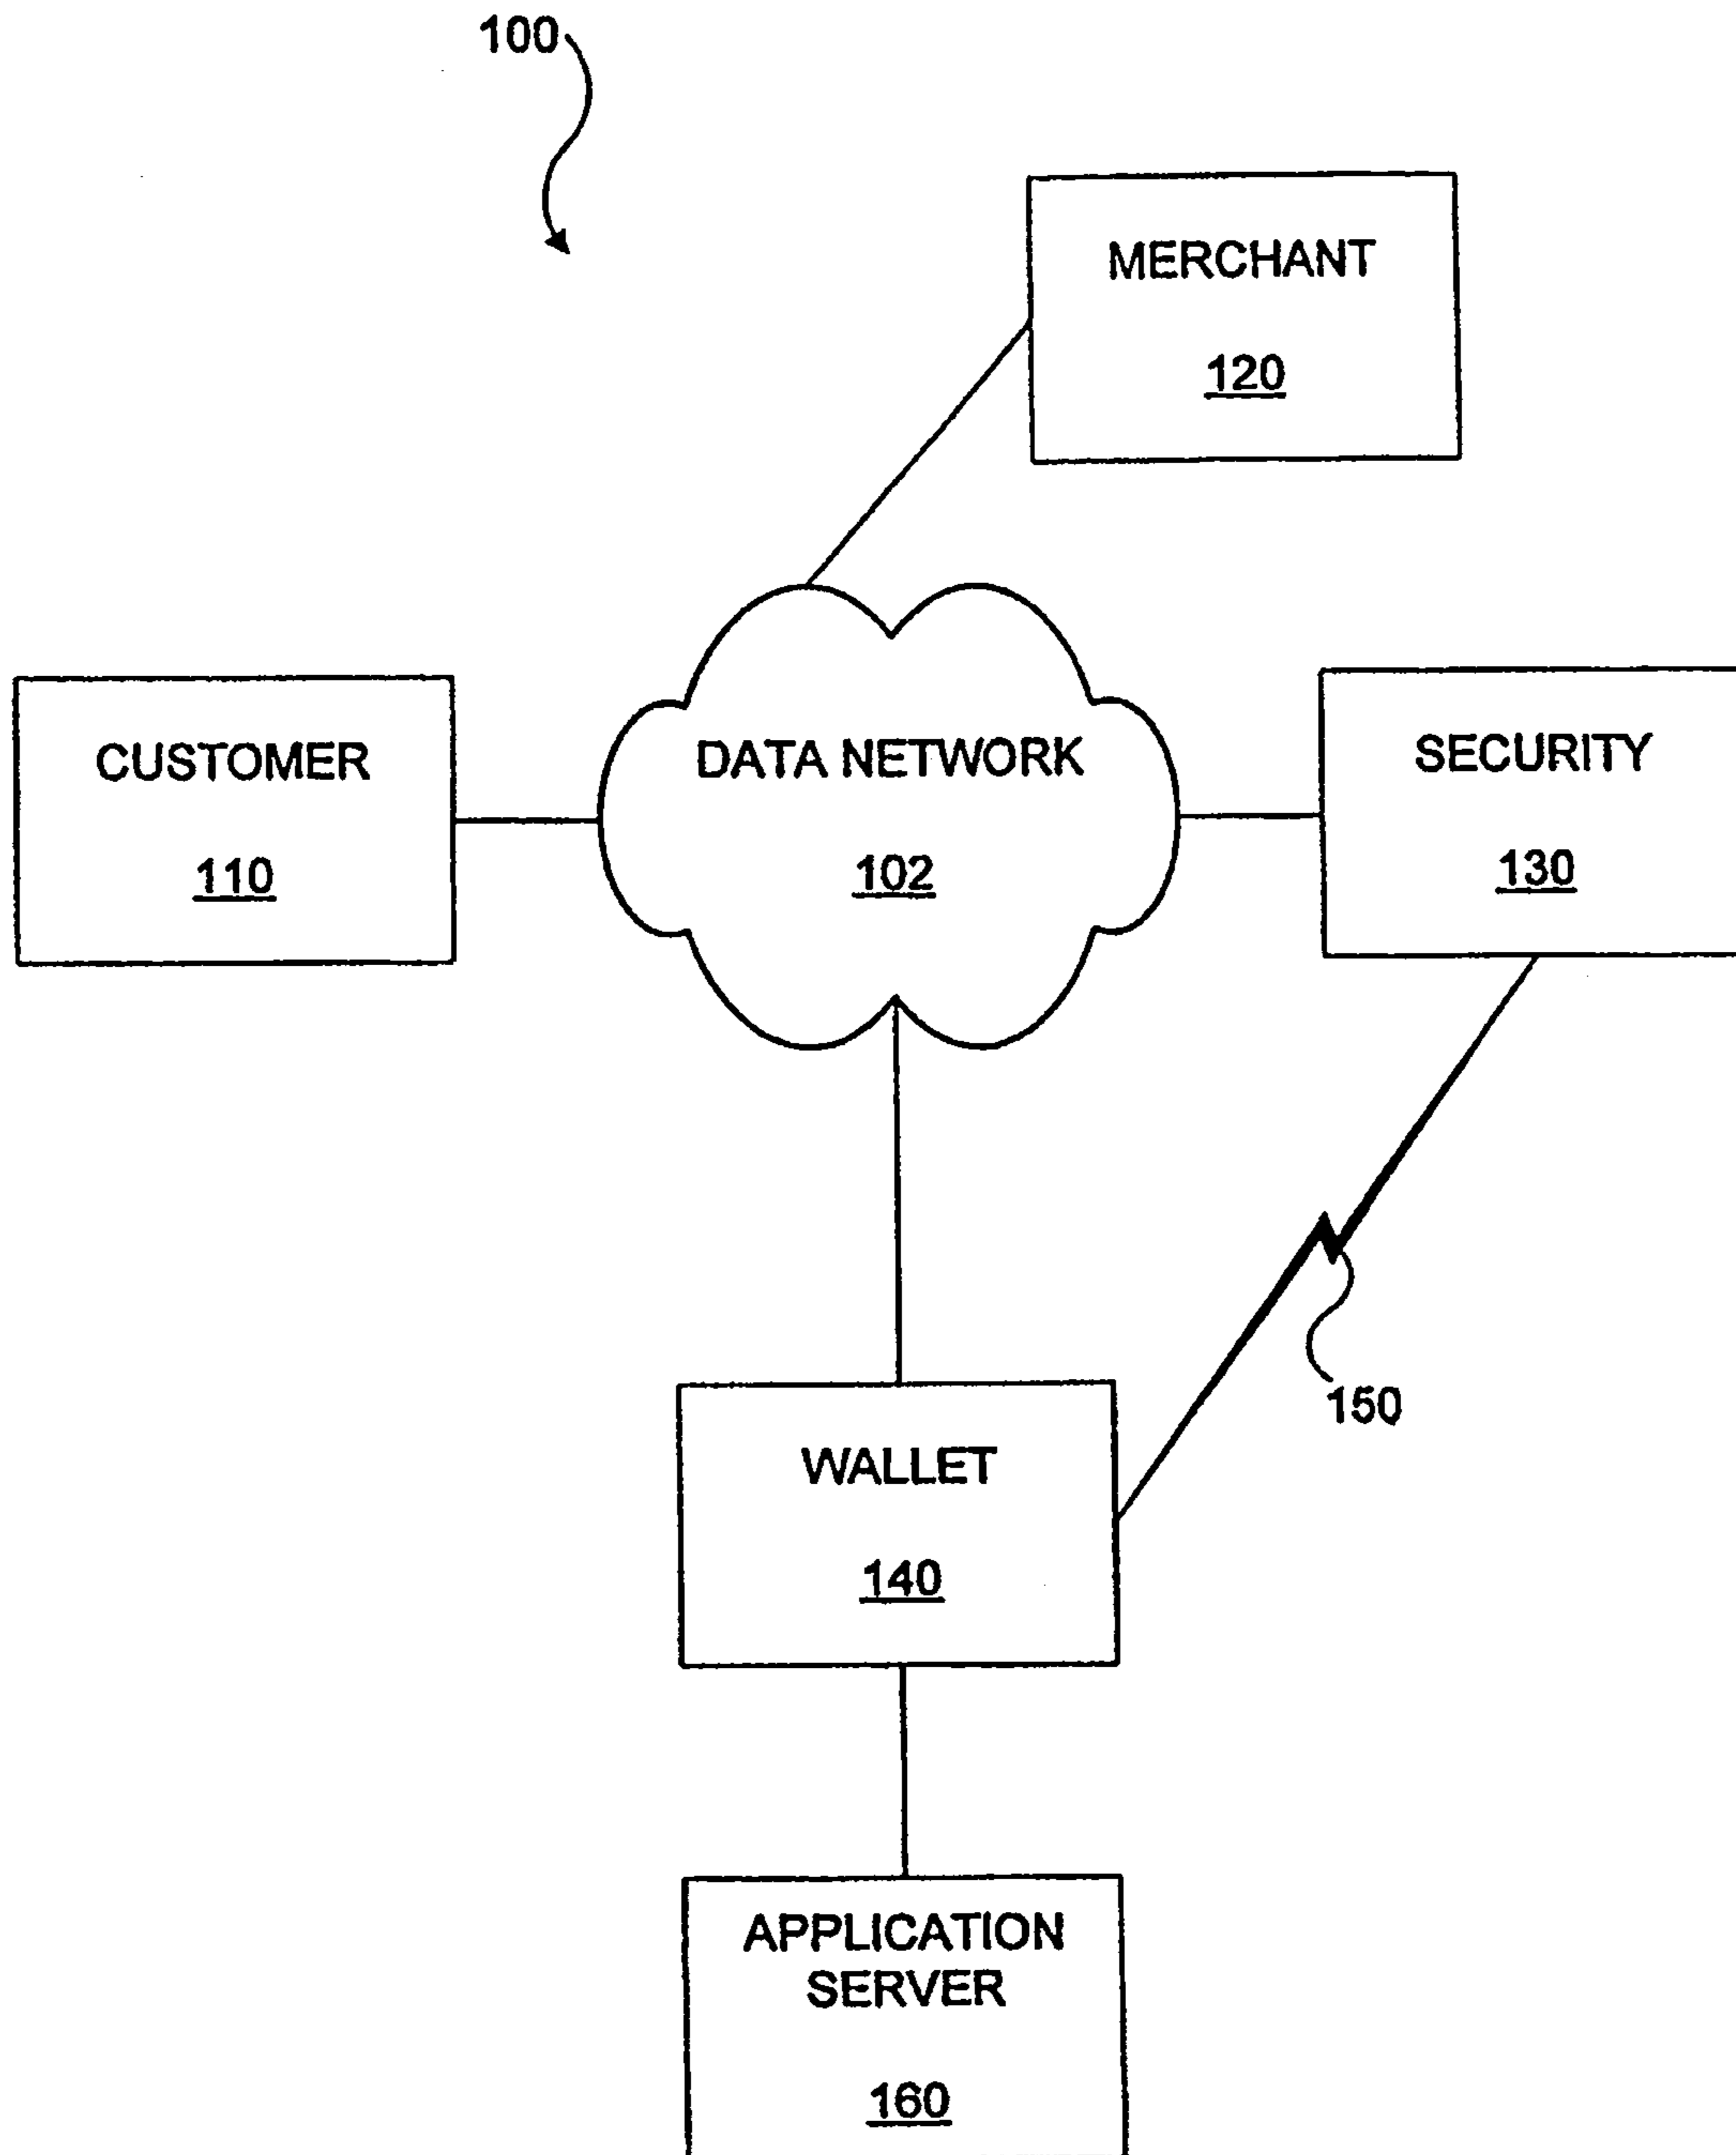 100
MERCHANT
120
CUSTOMER
110
DATA NETWORK
102
SECURITY
130
150
WALLET
140
APPLICATION
SERVER
160